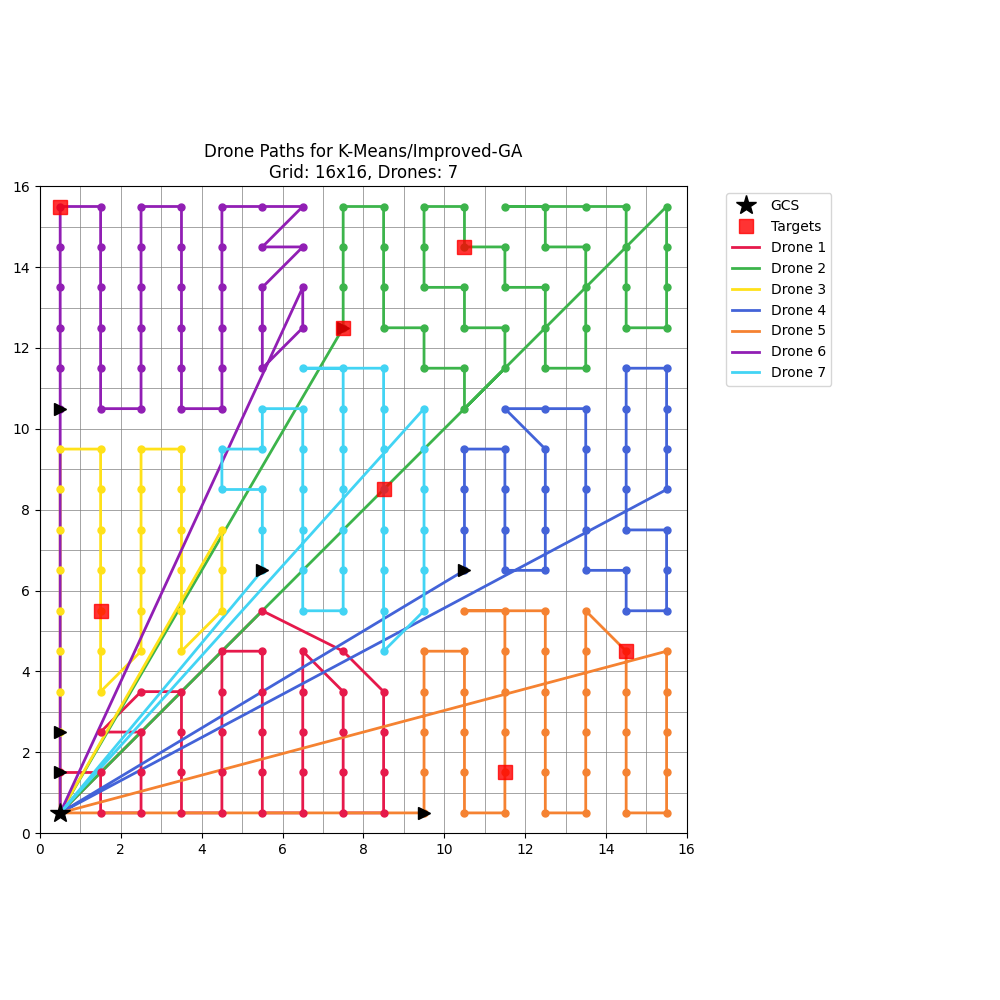 Drone Paths for K-Means/Improved-GA
Grid: 16x16, Drones: 7
16
14
12
10
8
6
4
2
0
0 2 4 6 8 10 12 14 16
GCS
Targets
Drone 1
Drone 2
Drone 3
Drone 4
Drone 5
Drone 6
Drone 7